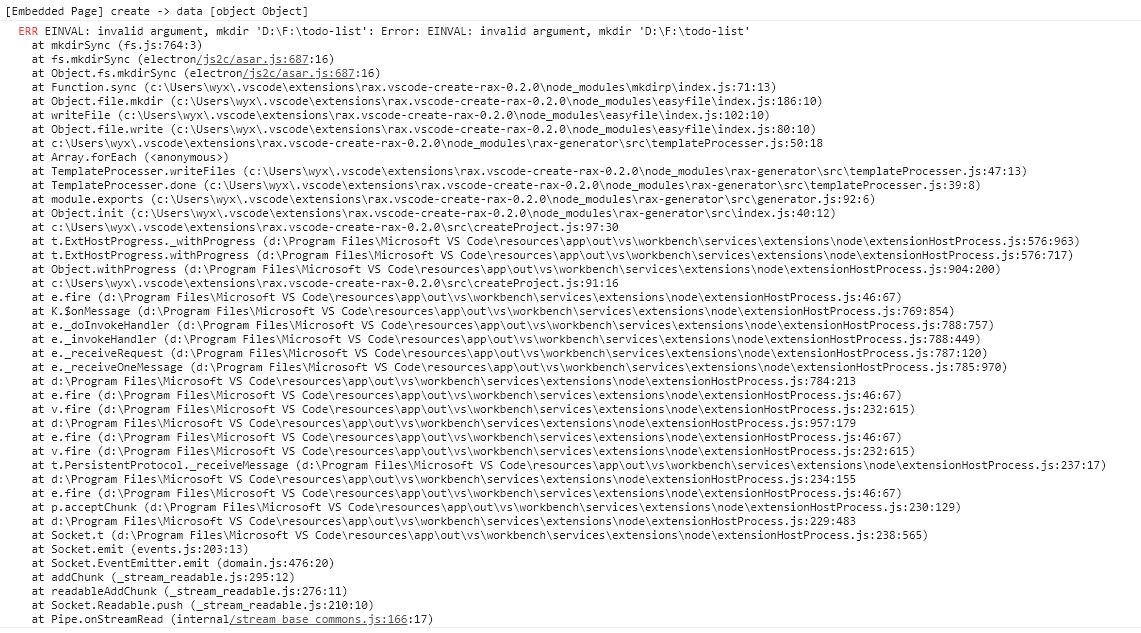 [Embedded Page] create -> data [object Object]
ERR EINVAL: invalid argument, mkdir 'D:\F:\todo-list': Error: EINVAL: invalid argument, mkdir 'D:\F:\todo-list'
at mkdirSync (fs.js:764:3)
at fs.mkdirSync (electron/js2c/asar.js:687:16)
at Object.fs.mkdirSync (electron/js2c/asar.js:687:16)
at Function.sync (c:\Users\wyx\.vscode\extensions\rax.vscode-create-rax-0.2.0\node_modules\mkdirp\index.js:71:13)
at Object.file.mkdir (c:\Users\wyx\.vscode\extensions\rax.vscode-create-rax-0.2.0\node_modules\easyfile\index.js:186:10)
at writeFile (c:\Users\wyx\.vscode\extensions\rax.vscode-create-rax-0.2.0\node_modules\easyfile\index.js:102:10)
at Object.file.write (c:\Users\wyx\.vscode\extensions\rax.vscode-create-rax-0.2.0\node_modules\easyfile\index.js:80:10)
at c:\Users\wyx\.vscode\extensions\rax.vscode-create-rax-0.2.0\node_modules\rax-generator\src\templateProcesser.js:50:18
at Array.forEach (<anonymous>)
at TemplateProcesser.writeFiles (c:\Users\wyx\.vscode\extensions\rax.vscode-create-rax-0.2.0\node_modules\rax-generator\src\templateProcesser.js:47:13)
at TemplateProcesser.done (c:\Users\wyx\.vscode\extensions\rax.vscode-create-rax-0.2.0\node_modules\rax-generator\src\templateProcesser.js:39:8)
at module.exports (c:\Users\wyx\.vscode\extensions\rax.vscode-create-rax-0.2.0\node_modules\rax-generator\src\generator.js:92:6)
at Object.init (c:\Users\wyx\.vscode\extensions\rax.vscode-create-rax-0.2.0\node_modules\rax-generator\src\index.js:40:12)
at c:\Users\wyx\.vscode\extensions\rax.vscode-create-rax-0.2.0\src\createProject.js:97:30
at t.ExtHostProgress._withProgress (d:\Program Files\Microsoft VS Code\resources\app\out\vs\workbench\services\extensions\node\extensionHostProcess.js:576:963)
at t.ExtHostProgress.withProgress (d:\Program Files\Microsoft VS Code\resources\app\out\vs\workbench\services\extensions\node\extensionHostProcess.js:576:717)
at Object.withProgress (d:\Program Files\Microsoft VS Code\resources\app\out\vs\workbench\services\extensions\node\extensionHostProcess.js:904:200)
at c:\Users\wyx\.vscode\extensions\rax.vscode-create-rax-0.2.0\src\createProject.js:91:16
at e.fire (d:\Program Files\Microsoft VS Code\resources\app\out\vs\workbench\services\extensions\node\extensionHostProcess.js:46:67)
at K.$onMessage (d:\Program Files\Microsoft VS Code\resources\app\out\vs\workbench\services\extensions\node\extensionHostProcess.js:769:854)
at e._doInvokeHandler (d:\Program Files\Microsoft VS Code\resources\app\out\vs\workbench\services\extensions\node\extensionHostProcess.js:788:757)
at e._invokeHandler (d:\Program Files\Microsoft VS Code\resources\app\out\vs\workbench\services\extensions\node\extensionHostProcess.js:788:449)
at e._receiveRequest (d:\Program Files\Microsoft VS Code\resources\app\out\vs\workbench\services\extensions\node\extensionHostProcess.js:787:120)
at e._receiveOneMessage (d:\Program Files\Microsoft VS Code\resources\app\out\vs\workbench\services\extensions\node\extensionHostProcess.js:785:970)
at d:\Program Files\Microsoft VS Code\resources\app\out\vs\workbench\services\extensions\node\extensionHostProcess.js:784:213
at e.fire (d:\Program Files\Microsoft VS Code\resources\app\out\vs\workbench\services\extensions\node\extensionHostProcess.js:46:67)
at v.fire (d:\Program Files\Microsoft VS Code\resources\app\out\vs\workbench\services\extensions\node\extensionHostProcess.js:232:615)
at d:\Program Files\Microsoft VS Code\resources\app\out\vs\workbench\services\extensions\node\extensionHostProcess.js:957:179
at e.fire (d:\Program Files\Microsoft VS Code\resources\app\out\vs\workbench\services\extensions\node\extensionHostProcess.js:46:67)
at v.fire (d:\Program Files\Microsoft VS Code\resources\app\out\vs\workbench\services\extensions\node\extensionHostProcess.js:232:615)
at t.PersistentProtocol._receiveMessage (d:\Program Files\Microsoft VS Code\resources\app\out\vs\workbench\services\extensions\node\extensionHostProcess.js:237:17)
at d:\Program Files\Microsoft VS Code\resources\app\out\vs\workbench\services\extensions\node\extensionHostProcess.js:234:155
at e.fire (d:\Program Files\Microsoft VS Code\resources\app\out\vs\workbench\services\extensions\node\extensionHostProcess.js:46:67)
at p.acceptChunk (d:\Program Files\Microsoft VS Code\resources\app\out\vs\workbench\services\extensions\node\extensionHostProcess.js:230:129)
at d:\Program Files\Microsoft VS Code\resources\app\out\vs\workbench\services\extensions\node\extensionHostProcess.js:229:483
at Socket.t (d:\Program Files\Microsoft VS Code\resources\app\out\vs\workbench\services\extensions\node\extensionHostProcess.js:238:565)
at Socket.emit (events.js:203:13)
at Socket.EventEmitter.emit (domain.js:476:20)
at addChunk (_stream_readable.js:295:12)
at readableAddChunk (_stream_readable.js:276:11)
at Socket.Readable.push (_stream_readable.js:210:10)
at Pipe.onStreamRead (internal/stream_base_commons.js:166:17)